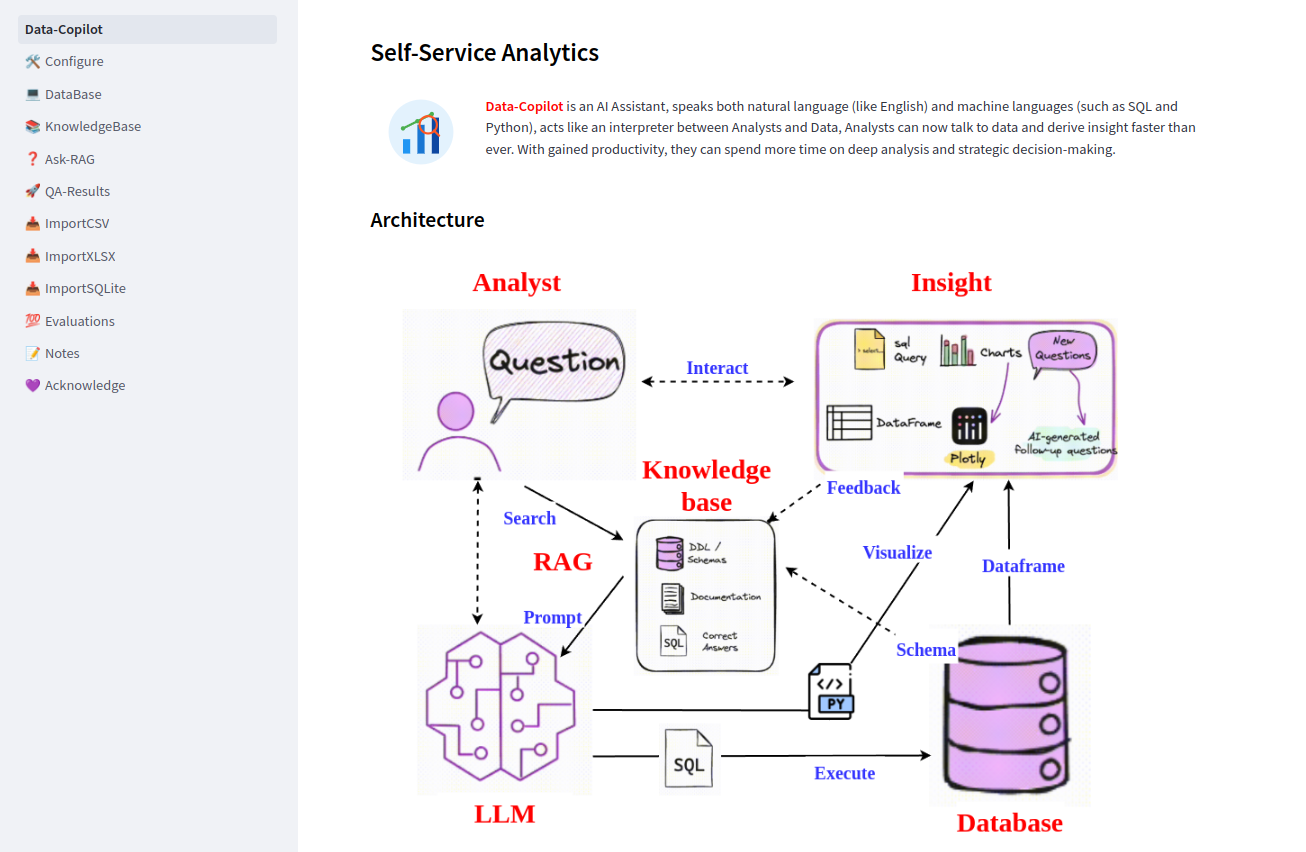 Data-Copilot
Configure
DataBase
KnowledgeBase
Ask-RAG
QA-Results
ImportCSV
ImportXLSX
ImportSQLite
Evaluations
Notes
Acknowledge
Self-Service Analytics
Data-Copilot is an AI Assistant, speaks both natural language (like English) and machine languages (such as SQL and
Python), acts like an interpreter between Analysts and Data, Analysts can now talk to data and derive insight faster than
ever. With gained productivity, they can spend more time on deep analysis and strategic decision-making.
Architecture
Analyst
Insight
Question
Interact
> select...
sql
Query
Charts
New
Questions
DataFrame
Plotly
AI-generated
follow-up questions
Knowledge
base
Feedback
Search
RAG
DDL /
Schemas
Documentation
SQL
Correct
Answers
Visualize
Dataframe
Prompt
Schema
</>
PY
SQL
Execute
LLM
Database